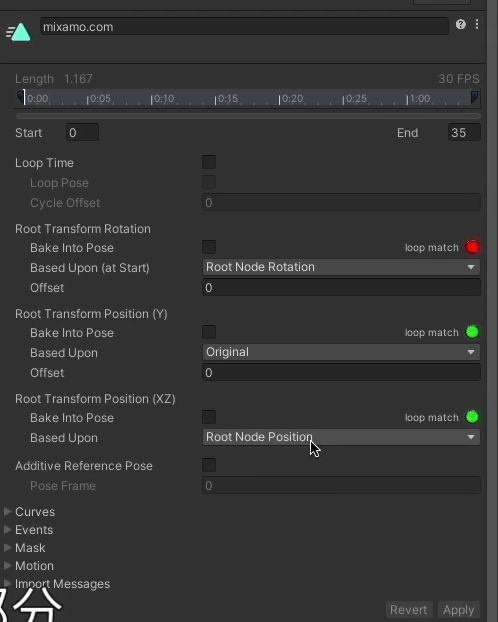 mixamo.com
Length 1.167 30 FPS
0:00 0:05 0:10 0:15 0:20 0:25 1:00
Start 0 End 35
Loop Time
Loop Pose
Cycle Offset 0
Root Transform Rotation
Bake Into Pose loop match
Based Upon (at Start) Root Node Rotation
Offset 0
Root Transform Position (Y)
Bake Into Pose loop match
Based Upon Original
Offset 0
Root Transform Position (XZ)
Bake Into Pose loop match
Based Upon Root Node Position
Additive Reference Pose
Pose Frame 0
Curves
Events
Mask
Motion
Import Messages
部分
Revert Apply